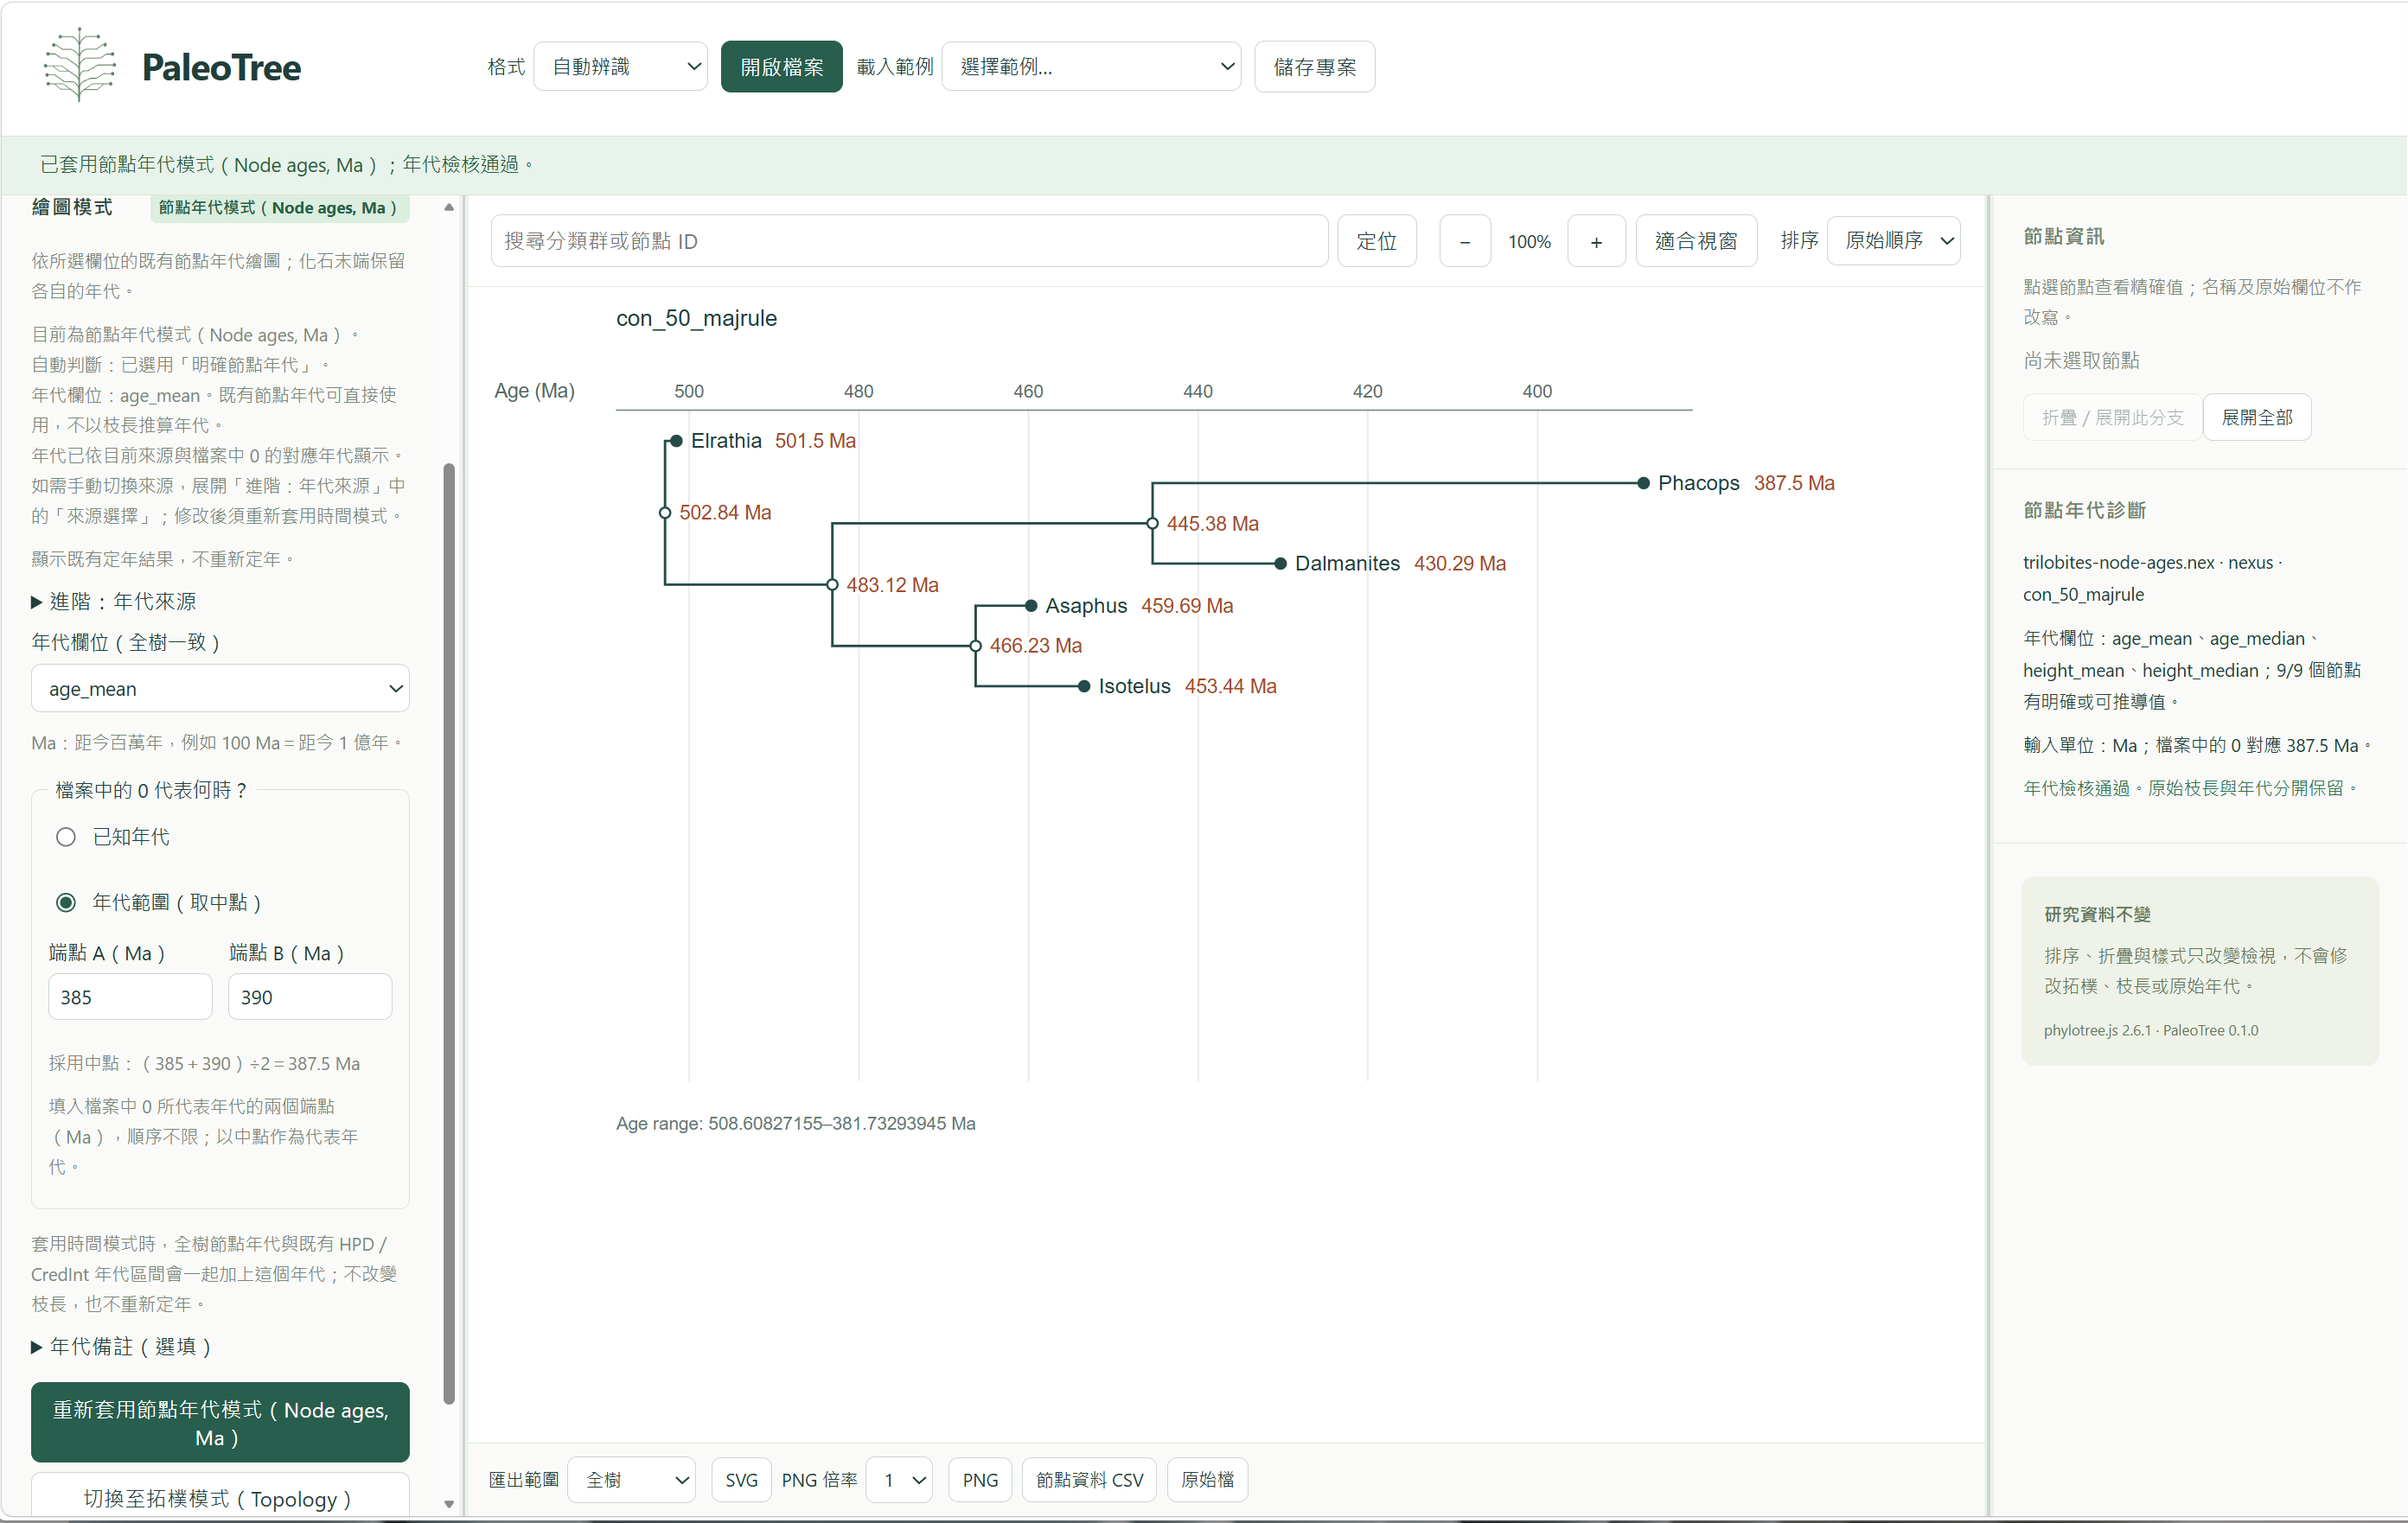 PaleoTree
格式 自動辨識 開啟檔案 載入範例 選擇範例... 儲存專案
已套用節點年代模式（Node ages, Ma）；年代檢核通過。
繪圖模式 節點年代模式（Node ages, Ma）
依所選欄位的既有節點年代繪圖；化石末端保留
各自的年代。
目前為節點年代模式（Node ages, Ma）。
自動判斷：已選用「明確節點年代」。
年代欄位：age_mean。既有節點年代可直接使
用，不以枝長推算年代。
年代已依目前來源與檔案中 0 的對應年代顯示。
如需手動切換來源，展開「進階：年代來源」中
的「來源選擇」；修改後須重新套用時間模式。
顯示既有定年結果，不重新定年。
進階：年代來源
年代欄位（全樹一致）
age_mean
Ma：距今百萬年，例如 100 Ma＝距今 1 億年。
檔案中的 0 代表何時？
已知年代
年代範圍（取中點）
端點 A（Ma） 端點 B（Ma）
385 390
採用中點：（385＋390）÷2＝387.5 Ma
填入檔案中 0 所代表年代的兩個端點
（Ma），順序不限；以中點作為代表年
代。
套用時間模式時，全樹節點年代與既有 HPD /
CredInt 年代區間會一起加上這個年代；不改變
枝長，也不重新定年。
年代備註（選填）
重新套用節點年代模式（Node ages,
Ma）
切換至拓樸模式（Topology）
搜尋分類群或節點 ID 定位 − 100% + 適合視窗 排序 原始順序
con_50_majrule
Age (Ma) 500 480 460 440 420 400
Elrathia 501.5 Ma
Phacops 387.5 Ma
502.84 Ma
445.38 Ma
Dalmanites 430.29 Ma
483.12 Ma
Asaphus 459.69 Ma
466.23 Ma
Isotelus 453.44 Ma
Age range: 508.60827155–381.73293945 Ma
匯出範圍 全樹 SVG PNG 倍率 1 PNG 節點資料 CSV 原始檔
節點資訊
點選節點查看精確值；名稱及原始欄位不作
改寫。
尚未選取節點
折疊 / 展開此分支 展開全部
節點年代診斷
trilobites-node-ages.nex · nexus ·
con_50_majrule
年代欄位：age_mean、age_median、
height_mean、height_median；9/9 個節點
有明確或可推導值。
輸入單位：Ma；檔案中的 0 對應 387.5 Ma。
年代檢核通過。原始枝長與年代分開保留。
研究資料不變
排序、折疊與樣式只改變檢視，不會修
改拓樸、枝長或原始年代。
phylotree.js 2.6.1 · PaleoTree 0.1.0